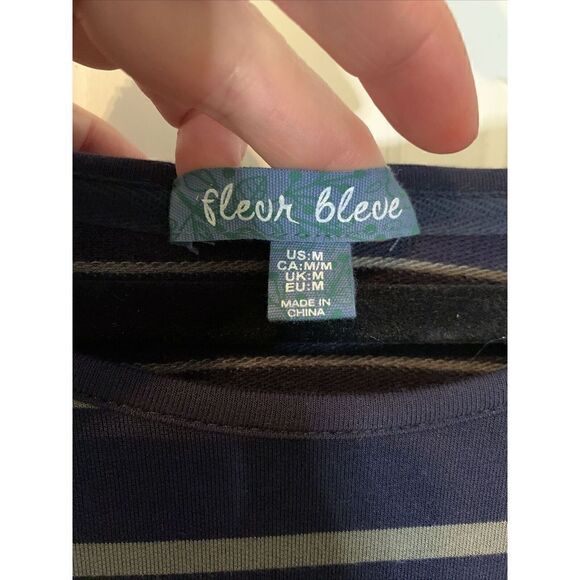 fleur bleue
US:M
CA:M/M
UK:M
EU:M
MADE IN
CHINA